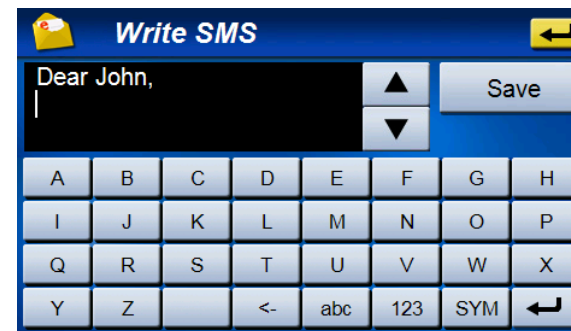 Write SMS
Dear John,
Save
A B C D E F G H
I J K L M N O P
Q R S T U V W X
Y Z <- abc 123 SYM